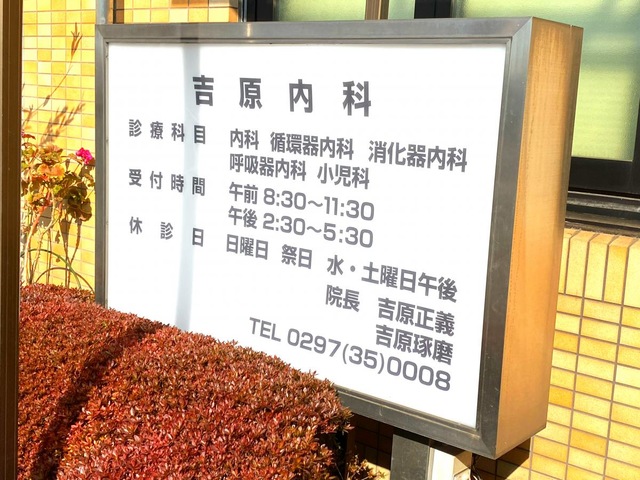 吉原内科
診療科目 内科 循環器内科 消化器内科
呼吸器内科 小児科
受付時間 午前 8:30～11:30
午後 2:30～5:30
休診日 日曜日 祭日 水・土曜日午後
院長 吉原正義
吉原琢磨
TEL 0297(35)0008